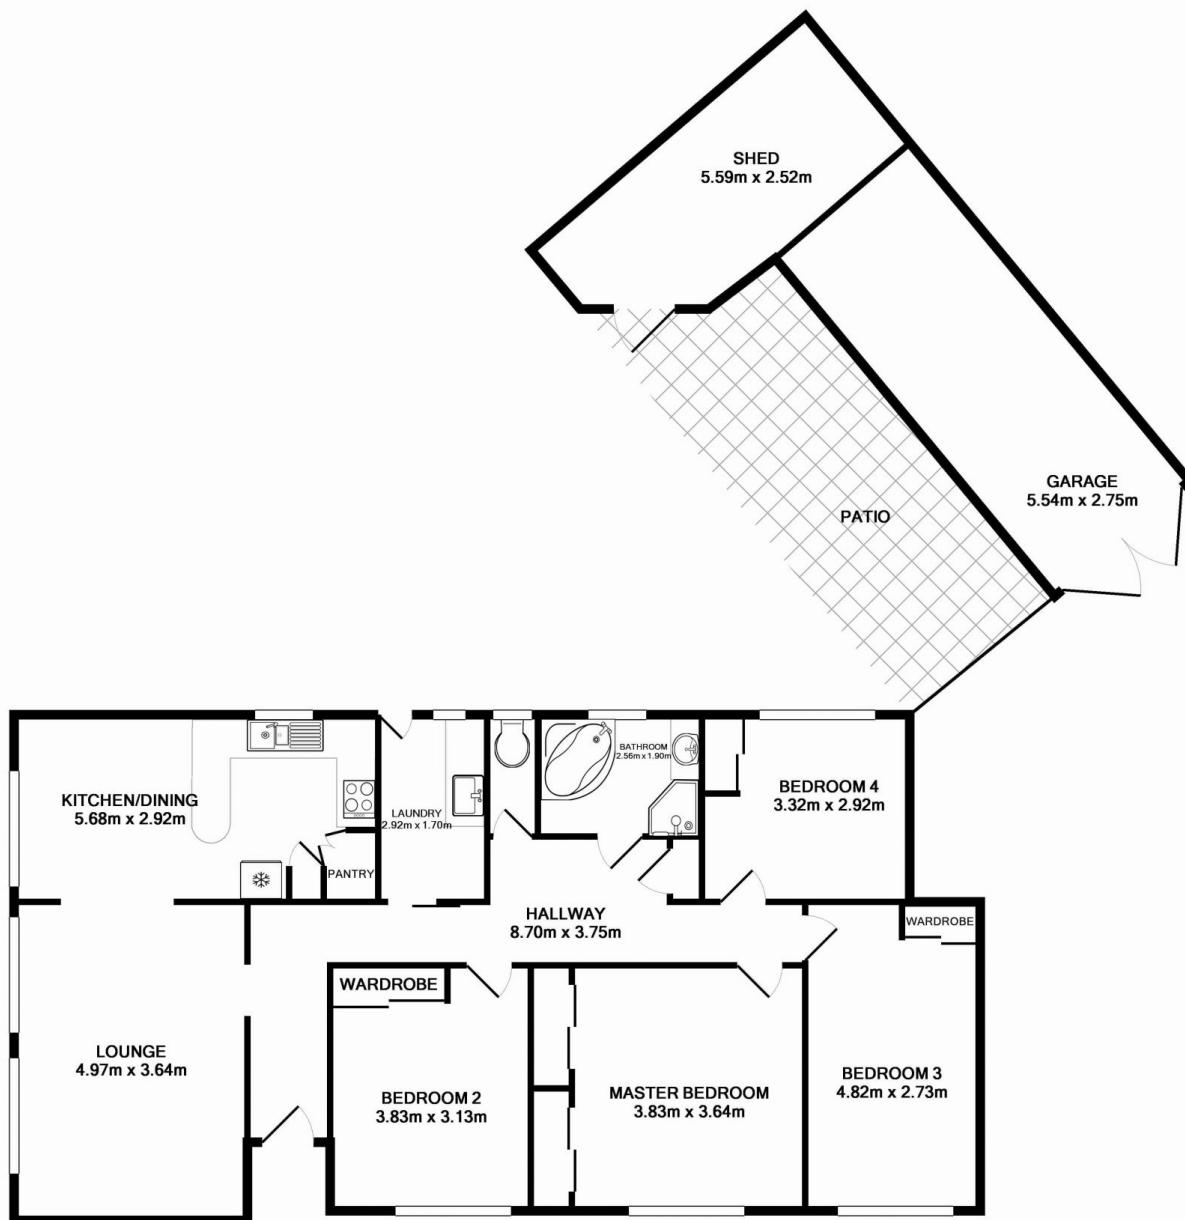 SHED
5.59m x 2.52m
GARAGE
5.54m x 2.75m
PATIO
BATHROOM
2.56m x 1.90m
KITCHEN/DINING
5.68m x 2.92m
LAUNDRY
2.92m x 1.70m
BEDROOM 4
3.32m x 2.92m
PANTRY
HALLWAY
8.70m x 3.75m
WARDROBE
WARDROBE
LOUNGE
4.97m x 3.64m
BEDROOM 2
3.83m x 3.13m
MASTER BEDROOM
3.83m x 3.64m
BEDROOM 3
4.82m x 2.73m